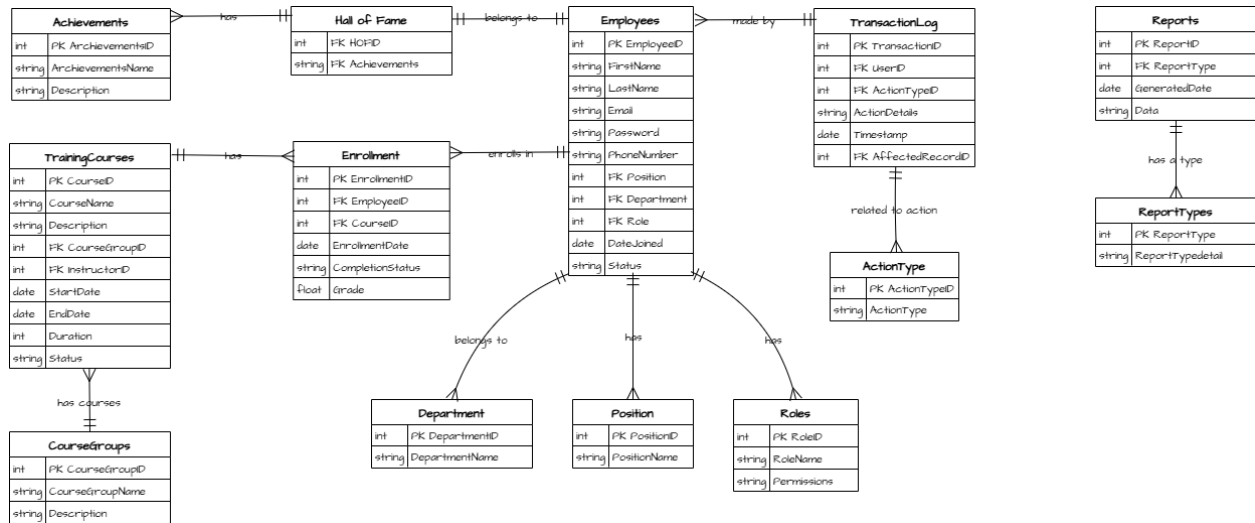 Achievements
int PK ArchievementsID
string ArchievementsName
string Description
has
Hall of Fame
int FK HOFID
string FK Achievements
belongs to
Employees
int PK EmployeeID
string FirstName
string LastName
string Email
string Password
string PhoneNumber
int FK Position
int FK Department
int FK Role
date DateJoined
string Status
made by
TransactionLog
int PK TransactionID
int FK UserID
int FK ActionTypeID
string ActionDetails
date Timestamp
int FK AffectedRecordID
Reports
int PK ReportID
int FK ReportType
date GeneratedDate
string Data
TrainingCourses
int PK CourseID
string CourseName
string Description
int FK CourseGroupID
int FK InstructorID
date StartDate
date EndDate
int Duration
string Status
has
Enrollment
int PK EnrollmentID
int FK EmployeeID
int FK CourseID
date EnrollmentDate
string CompletionStatus
float Grade
enrolls in
related to action
has a type
ActionType
int PK ActionTypeID
string ActionType
ReportTypes
int PK ReportType
string ReportTypedetail
belongs to
has
has
has courses
Department
int PK DepartmentID
string DepartmentName
Position
int PK PositionID
string PositionName
Roles
int PK RoleID
string RoleName
string Permissions
CourseGroups
int PK CourseGroupID
string CourseGroupName
string Description